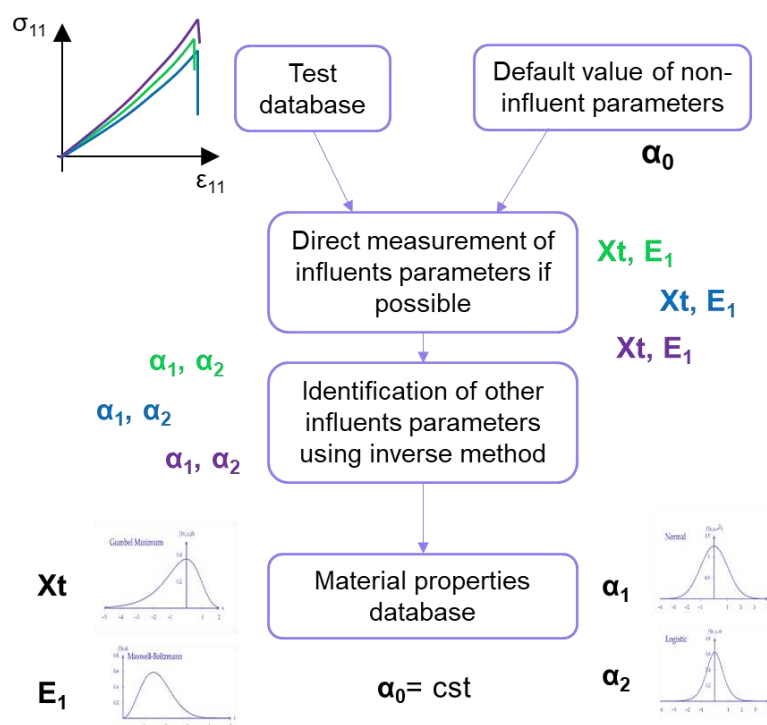 σ11
ε11
Test
database
Default value of non-
influent parameters
α0
Direct measurement of
influents parameters if
possible
Xt, E1
Xt, E1
Xt, E1
α1, α2
α1, α2
α1, α2
Identification of other
influents parameters
using inverse method
Material properties
database
Xt
Gumbel Minimum
E1
Maxwell-Boltzmann
α0= cst
α1
Normal
α2
Logistic